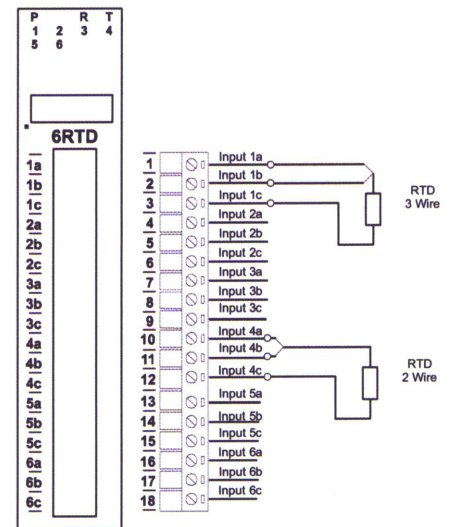 P R T
1 2 3 4
5 6
6RTD
1a
1b
1c
2a
2b
2c
3a
3b
3c
4a
4b
4c
5a
5b
5c
6a
6b
6c
1 Input 1a
2 Input 1b
3 Input 1c
4 Input 2a
5 Input 2b
6 Input 2c
7 Input 3a
8 Input 3b
9 Input 3c
10 Input 4a
11 Input 4b
12 Input 4c
13 Input 5a
14 Input 5b
15 Input 5c
16 Input 6a
17 Input 6b
18 Input 6c
RTD
3 Wire
RTD
2 Wire